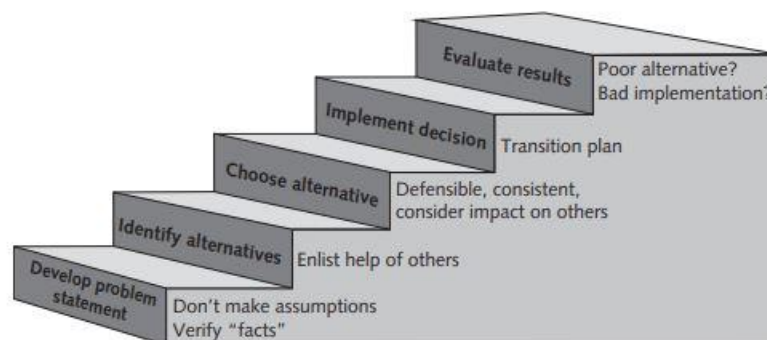 Evaluate results
Poor alternative?
Bad implementation?
Implement decision
Transition plan
Choose alternative
Defensible, consistent,
consider impact on others
Identify alternatives
Enlist help of others
Develop problem
statement
Don't make assumptions
Verify “facts”